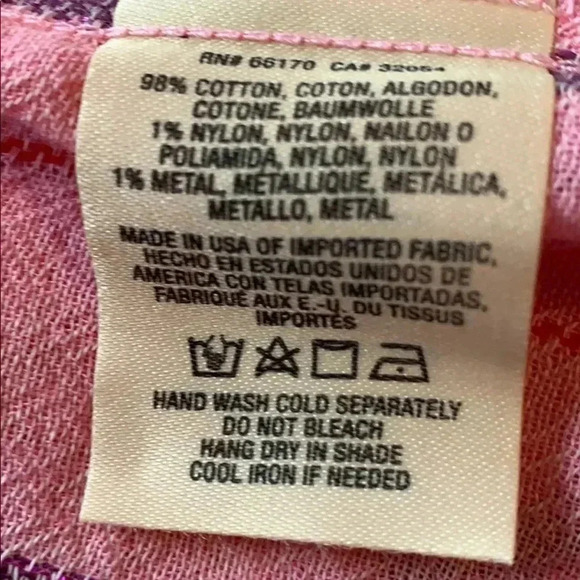 RN# 66170 CA# 32054
98% COTTON, COTON, ALGODON,
COTONE, BAUMWOLLE
1% NYLON, NYLON, NAILON O
POLIAMIDA, NYLON, NYLON
1% METAL, MÉTALLIQUE, METÁLICA,
METALLO, METAL
MADE IN USA OF IMPORTED FABRIC,
HECHO EN ESTADOS UNIDOS DE
AMERICA CON TELAS IMPORTADAS,
FABRIQUÉ AUX E.-U. DU TISSUS
IMPORTÉS
HAND WASH COLD SEPARATELY
DO NOT BLEACH
HANG DRY IN SHADE
COOL IRON IF NEEDED